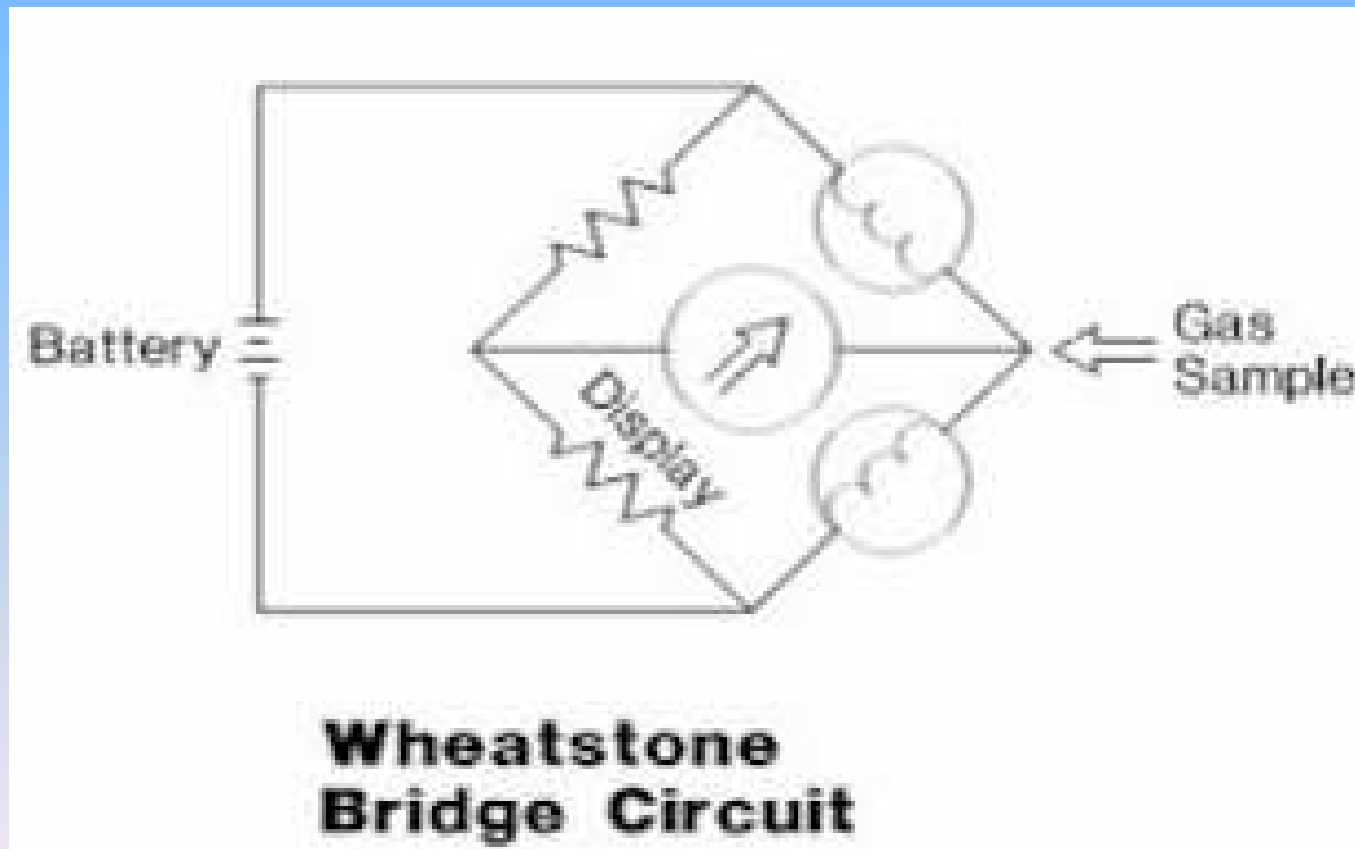 Battery
Display
Gas
Sample
Wheatstone
Bridge Circuit